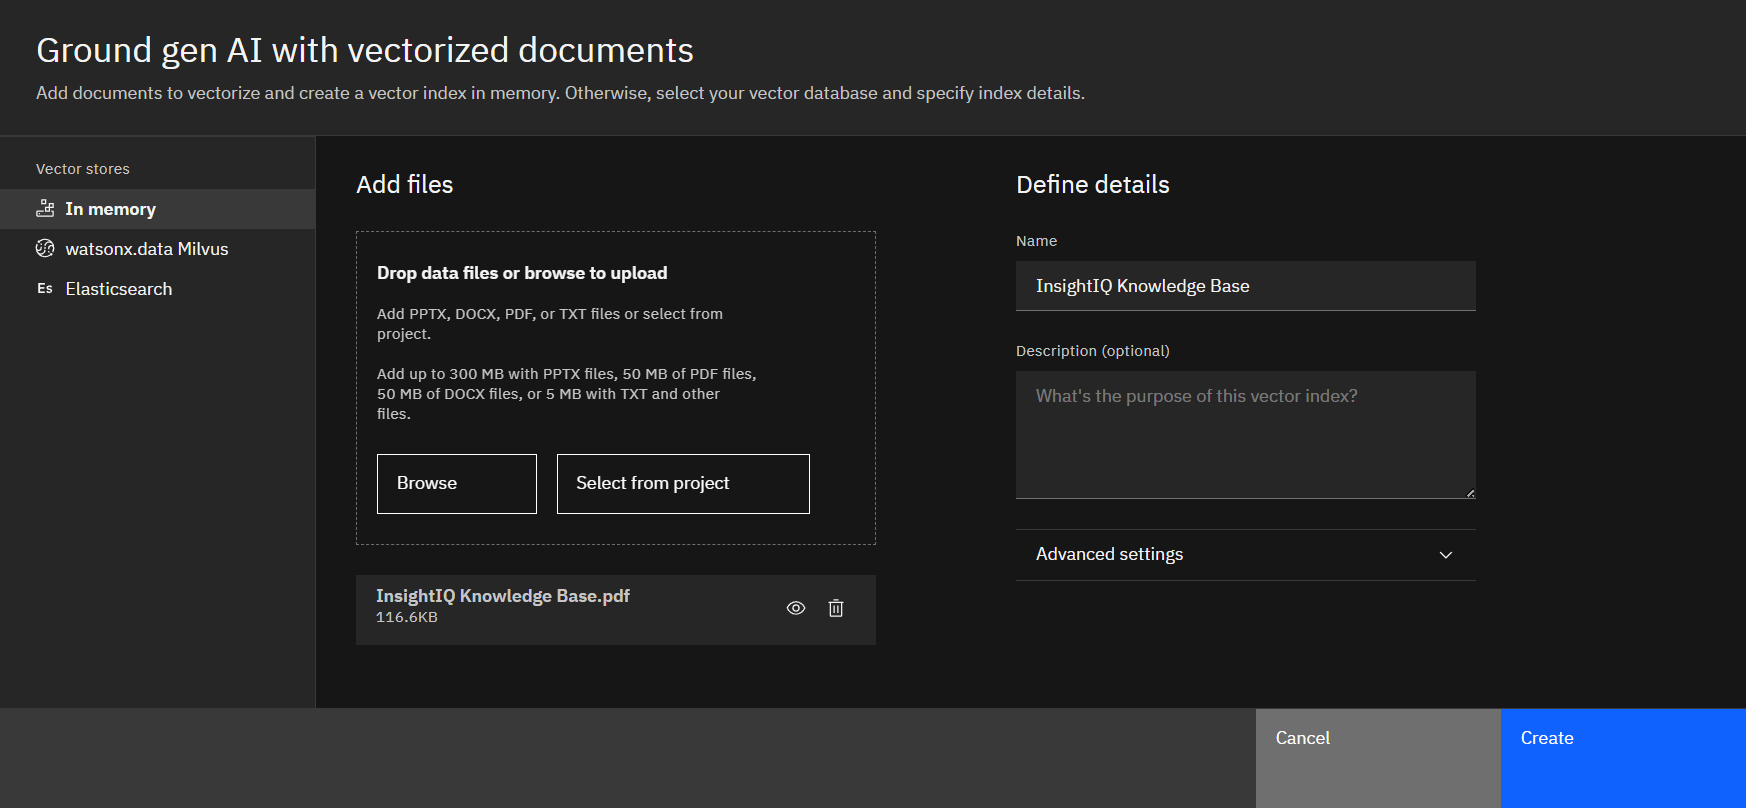 Ground gen AI with vectorized documents
Add documents to vectorize and create a vector index in memory. Otherwise, select your vector database and specify index details.
Vector stores
In memory
watsonx.data Milvus
Es Elasticsearch
Add files
Drop data files or browse to upload
Add PPTX, DOCX, PDF, or TXT files or select from
project.
Add up to 300 MB with PPTX files, 50 MB of PDF files,
50 MB of DOCX files, or 5 MB with TXT and other
files.
Browse
Select from project
InsightIQ Knowledge Base.pdf
116.6KB
Define details
Name
InsightIQ Knowledge Base
Description (optional)
What's the purpose of this vector index?
Advanced settings
Cancel
Create